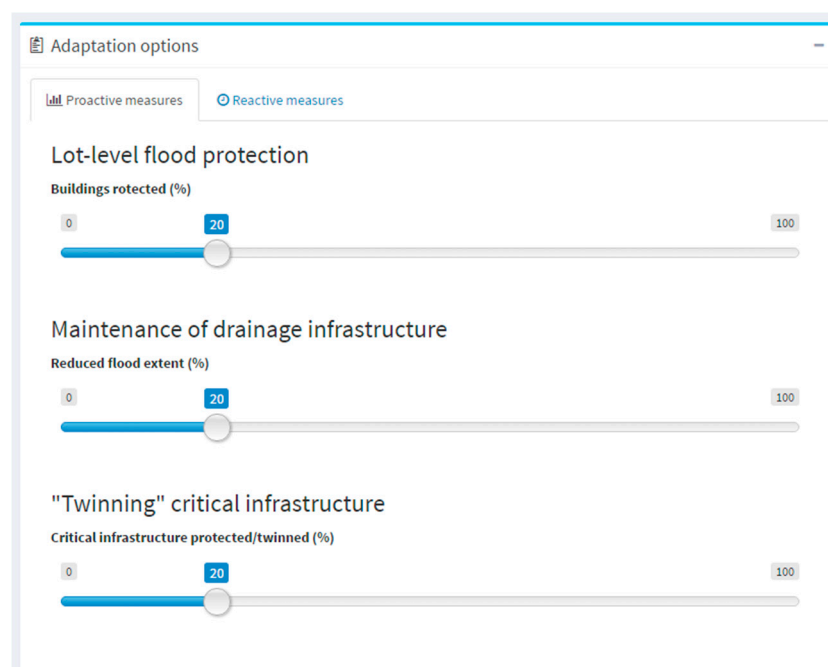 Adaptation options
Proactive measures Reactive measures
Lot-level flood protection
Buildings rotected (%)
0 20 100
Maintenance of drainage infrastructure
Reduced flood extent (%)
0 20 100
"Twinning" critical infrastructure
Critical infrastructure protected/twinned (%)
0 20 100